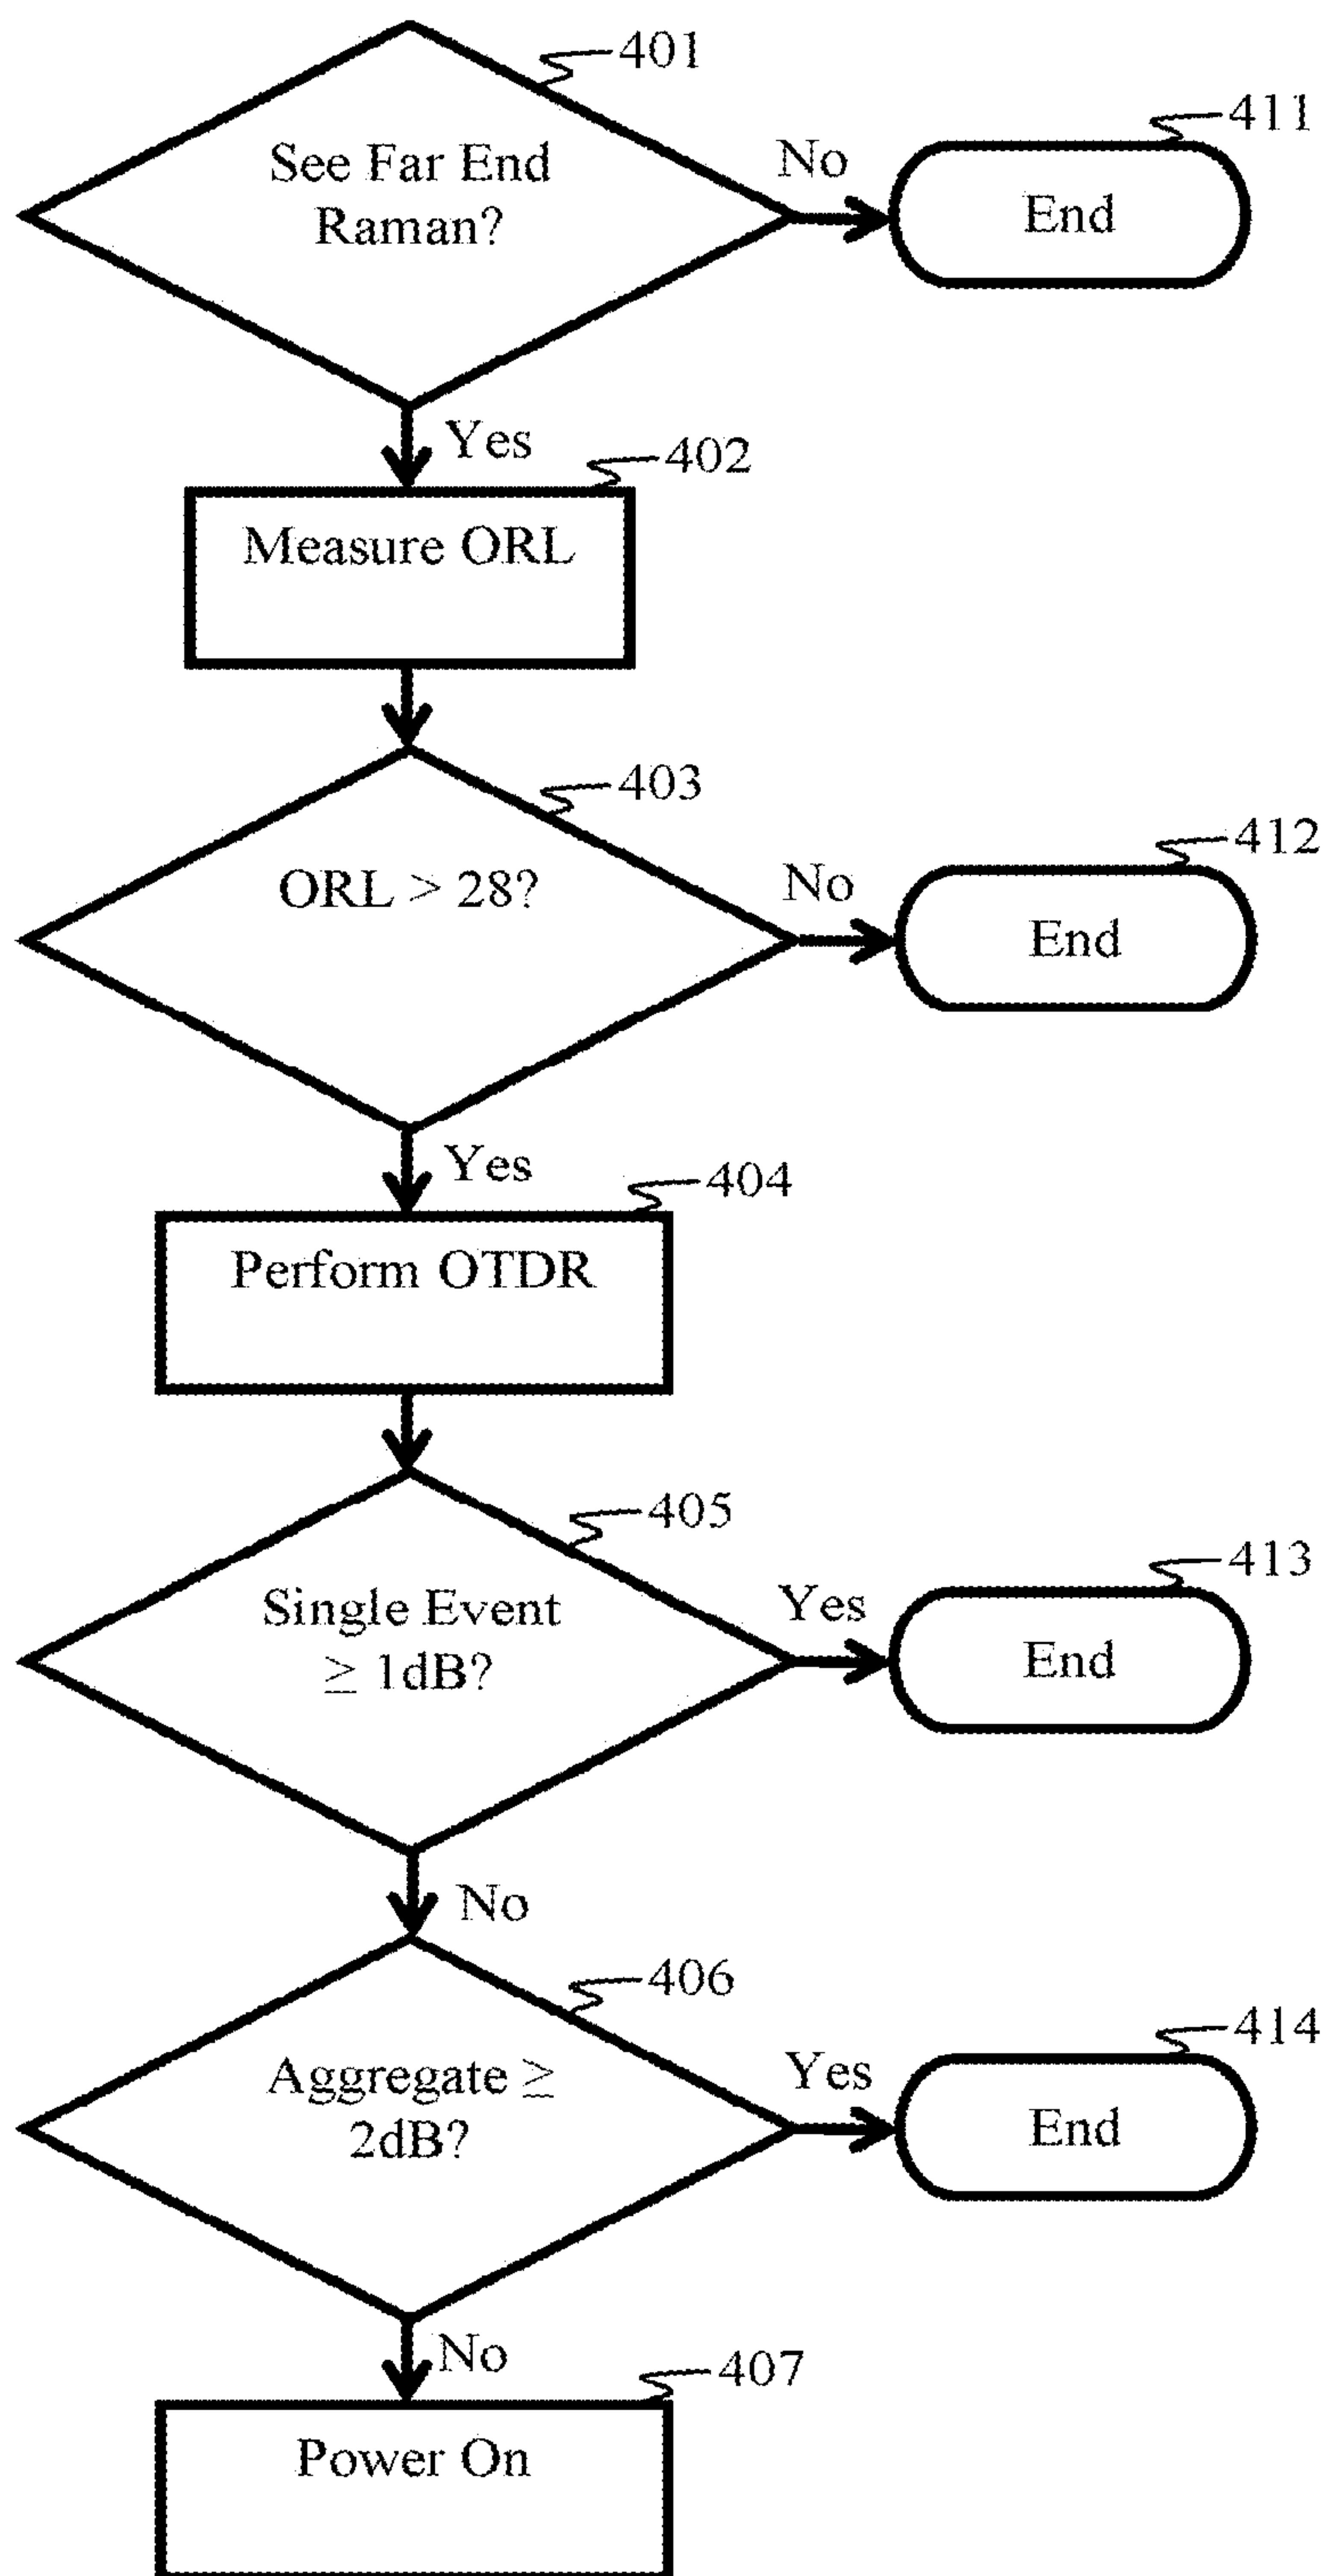 401
See Far End
Raman?
No
411
End
Yes
402
Measure ORL
403
ORL > 28?
No
412
End
Yes
404
Perform OTDR
405
Single Event
≥ 1dB?
Yes
413
End
No
406
Aggregate ≥
2dB?
Yes
414
End
No
407
Power On